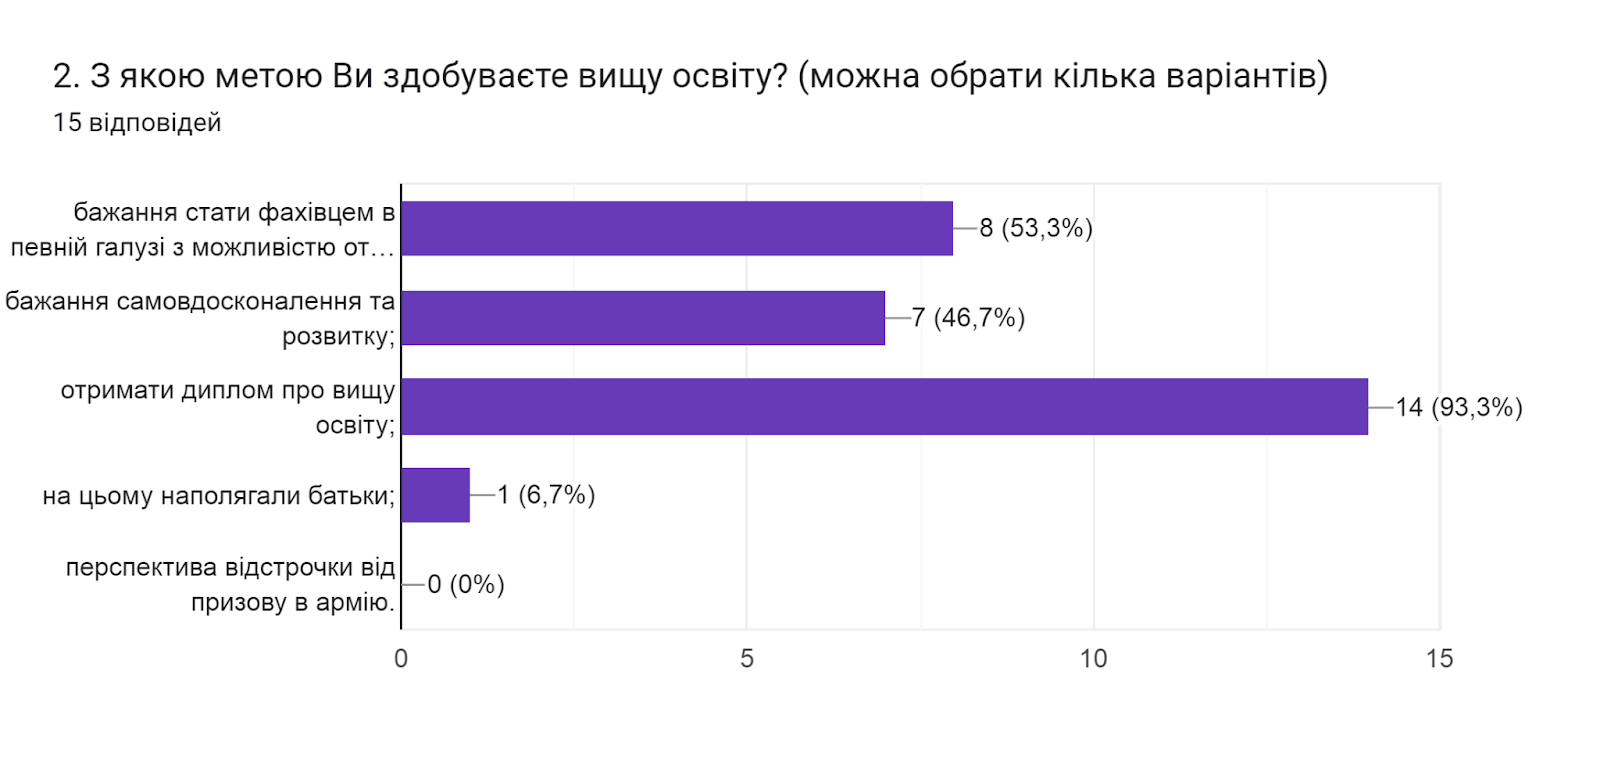 2. З якою метою Ви здобуваєте вищу освіту? (можна обрати кілька варіантів)
15 відповідей
бажання стати фахівцем в
певній галузі з можливістю от…
8 (53,3%)
бажання самовдосконалення та
розвитку;
7 (46,7%)
отримати диплом про вищу
освіту;
14 (93,3%)
на цьому наполягали батьки;
1 (6,7%)
перспектива відстрочки від
призову в армію.
0 (0%)
0
5
10
15